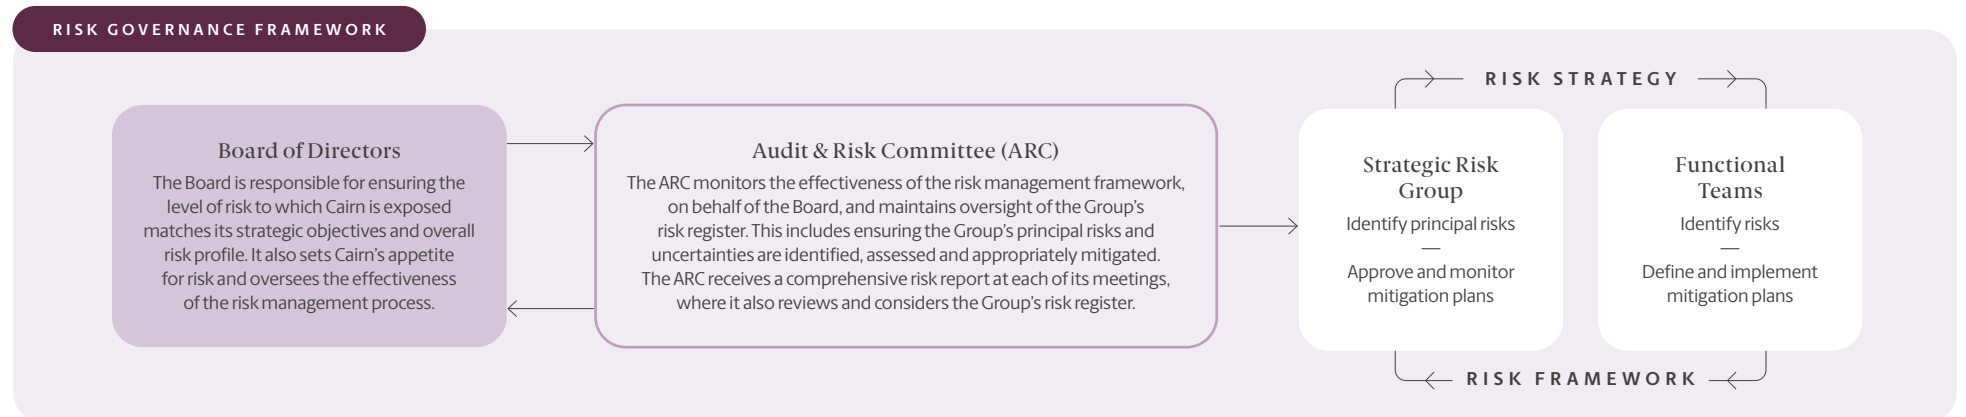 RISK GOVERNANCE FRAMEWORK
Board of Directors
The Board is responsible for ensuring the
level of risk to which Cairn is exposed
matches its strategic objectives and overall
risk profile. It also sets Cairn’s appetite
for risk and oversees the effectiveness
of the risk management process.
Audit & Risk Committee (ARC)
The ARC monitors the effectiveness of the risk management framework,
on behalf of the Board, and maintains oversight of the Group’s
risk register. This includes ensuring the Group’s principal risks and
uncertainties are identified, assessed and appropriately mitigated.
The ARC receives a comprehensive risk report at each of its meetings,
where it also reviews and considers the Group’s risk register.
RISK STRATEGY
Strategic Risk
Group
Identify principal risks
—
Approve and monitor
mitigation plans
Functional
Teams
Identify risks
—
Define and implement
mitigation plans
RISK FRAMEWORK